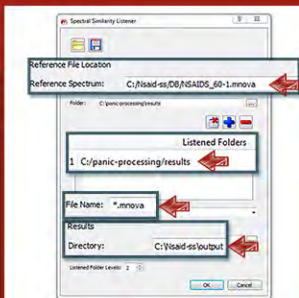 Spectral Similarity Listener
Reference File Location
Reference Spectrum: C:/Nsaid-ss/DB/NSAIDS_60-1.mnova
Folder: C:/panic-processing/results
Listened Folders
1 C:/panic-processing/results
File Name: *.mnova
Results
Directory: C:\Nsaid-ss\output
Listened Folder Levels: 2
OK Cancel